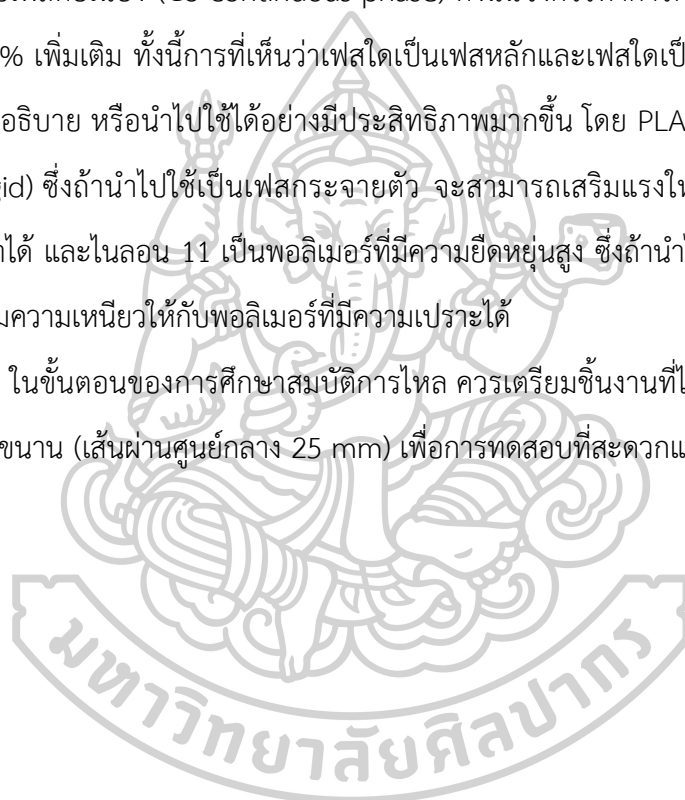 (Co-continuous phase)
% เพิ่มเติม ทั้งนี้การที่เห็นว่าเฟสใดเป็นเฟสหลักและเฟสใดเป็
อธิบาย หรือนำไปใช้ได้อย่างมีประสิทธิภาพมากขึ้น โดย PLA
gid) ซึ่งถ้านำไปใช้เป็นเฟสกระจายตัว จะสามารถเสริมแรงให้
ได้ และไนลอน 11 เป็นพอลิเมอร์ที่มีความยืดหยุ่นสูง ซึ่งถ้านำ
มความเหนียวให้กับพอลิเมอร์ที่มีความเปราะได้
ในขั้นตอนของการศึกษาสมบัติการไหล ควรเตรียมชิ้นงานที่
ขนาน (เส้นผ่านศูนย์กลาง 25 mm) เพื่อการทดสอบที่สะดวกแ
มหาวิทยาลัยศิลปากร